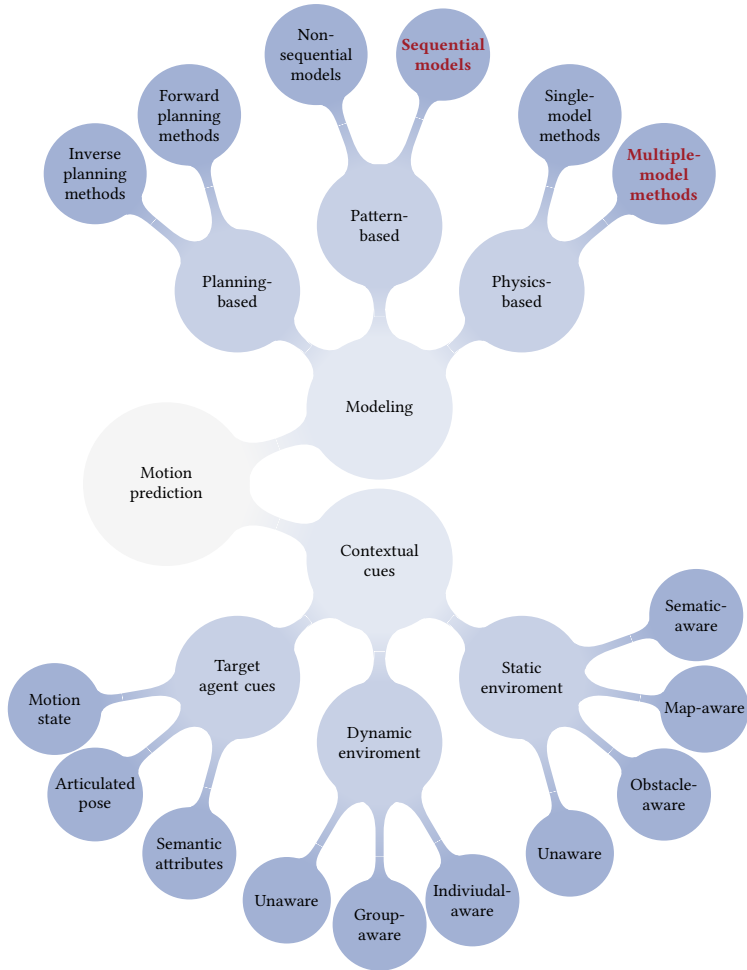 Non-
sequential
models
Sequential
models
Forward
planning
methods
Single-
model
methods
Inverse
planning
methods
Multiple-
model
methods
Pattern-
based
Planning-
based
Physics-
based
Modeling
Motion
prediction
Contextual
cues
Sematic-
aware
Target
agent cues
Static
enviroment
Motion
state
Map-aware
Dynamic
enviroment
Articulated
pose
Obstacle-
aware
Semantic
attributes
Unaware
Unaware
Group-
aware
Indiviudal-
aware